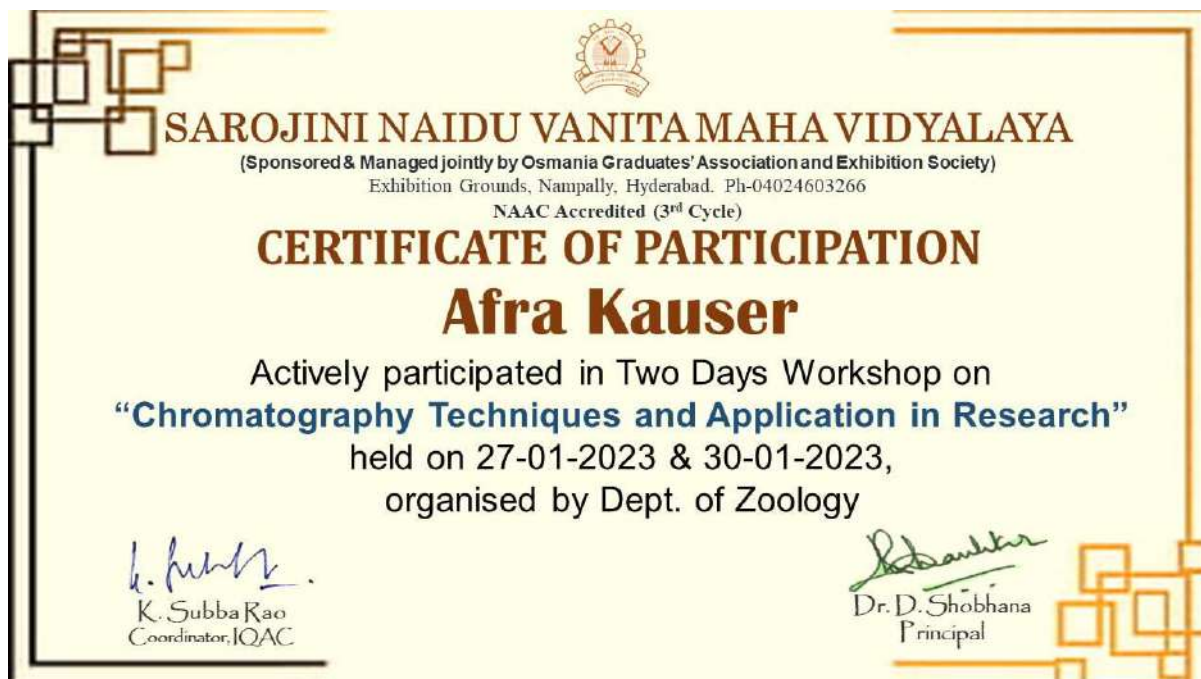 SAROJINI NAIDU VANITA MAHA VIDYALAYA
(Sponsored & Managed jointly by Osmania Graduates' Association and Exhibition Society)
Exhibition Grounds, Nampally, Hyderabad. Ph-04024603266
NAAC Accredited (3rd Cycle)
CERTIFICATE OF PARTICIPATION
Afra Kauser
Actively participated in Two Days Workshop on
“Chromatography Techniques and Application in Research”
held on 27-01-2023 & 30-01-2023,
organised by Dept. of Zoology
K. Subba Rao
Coordinator, IQAC
Dr. D. Shobhana
Principal